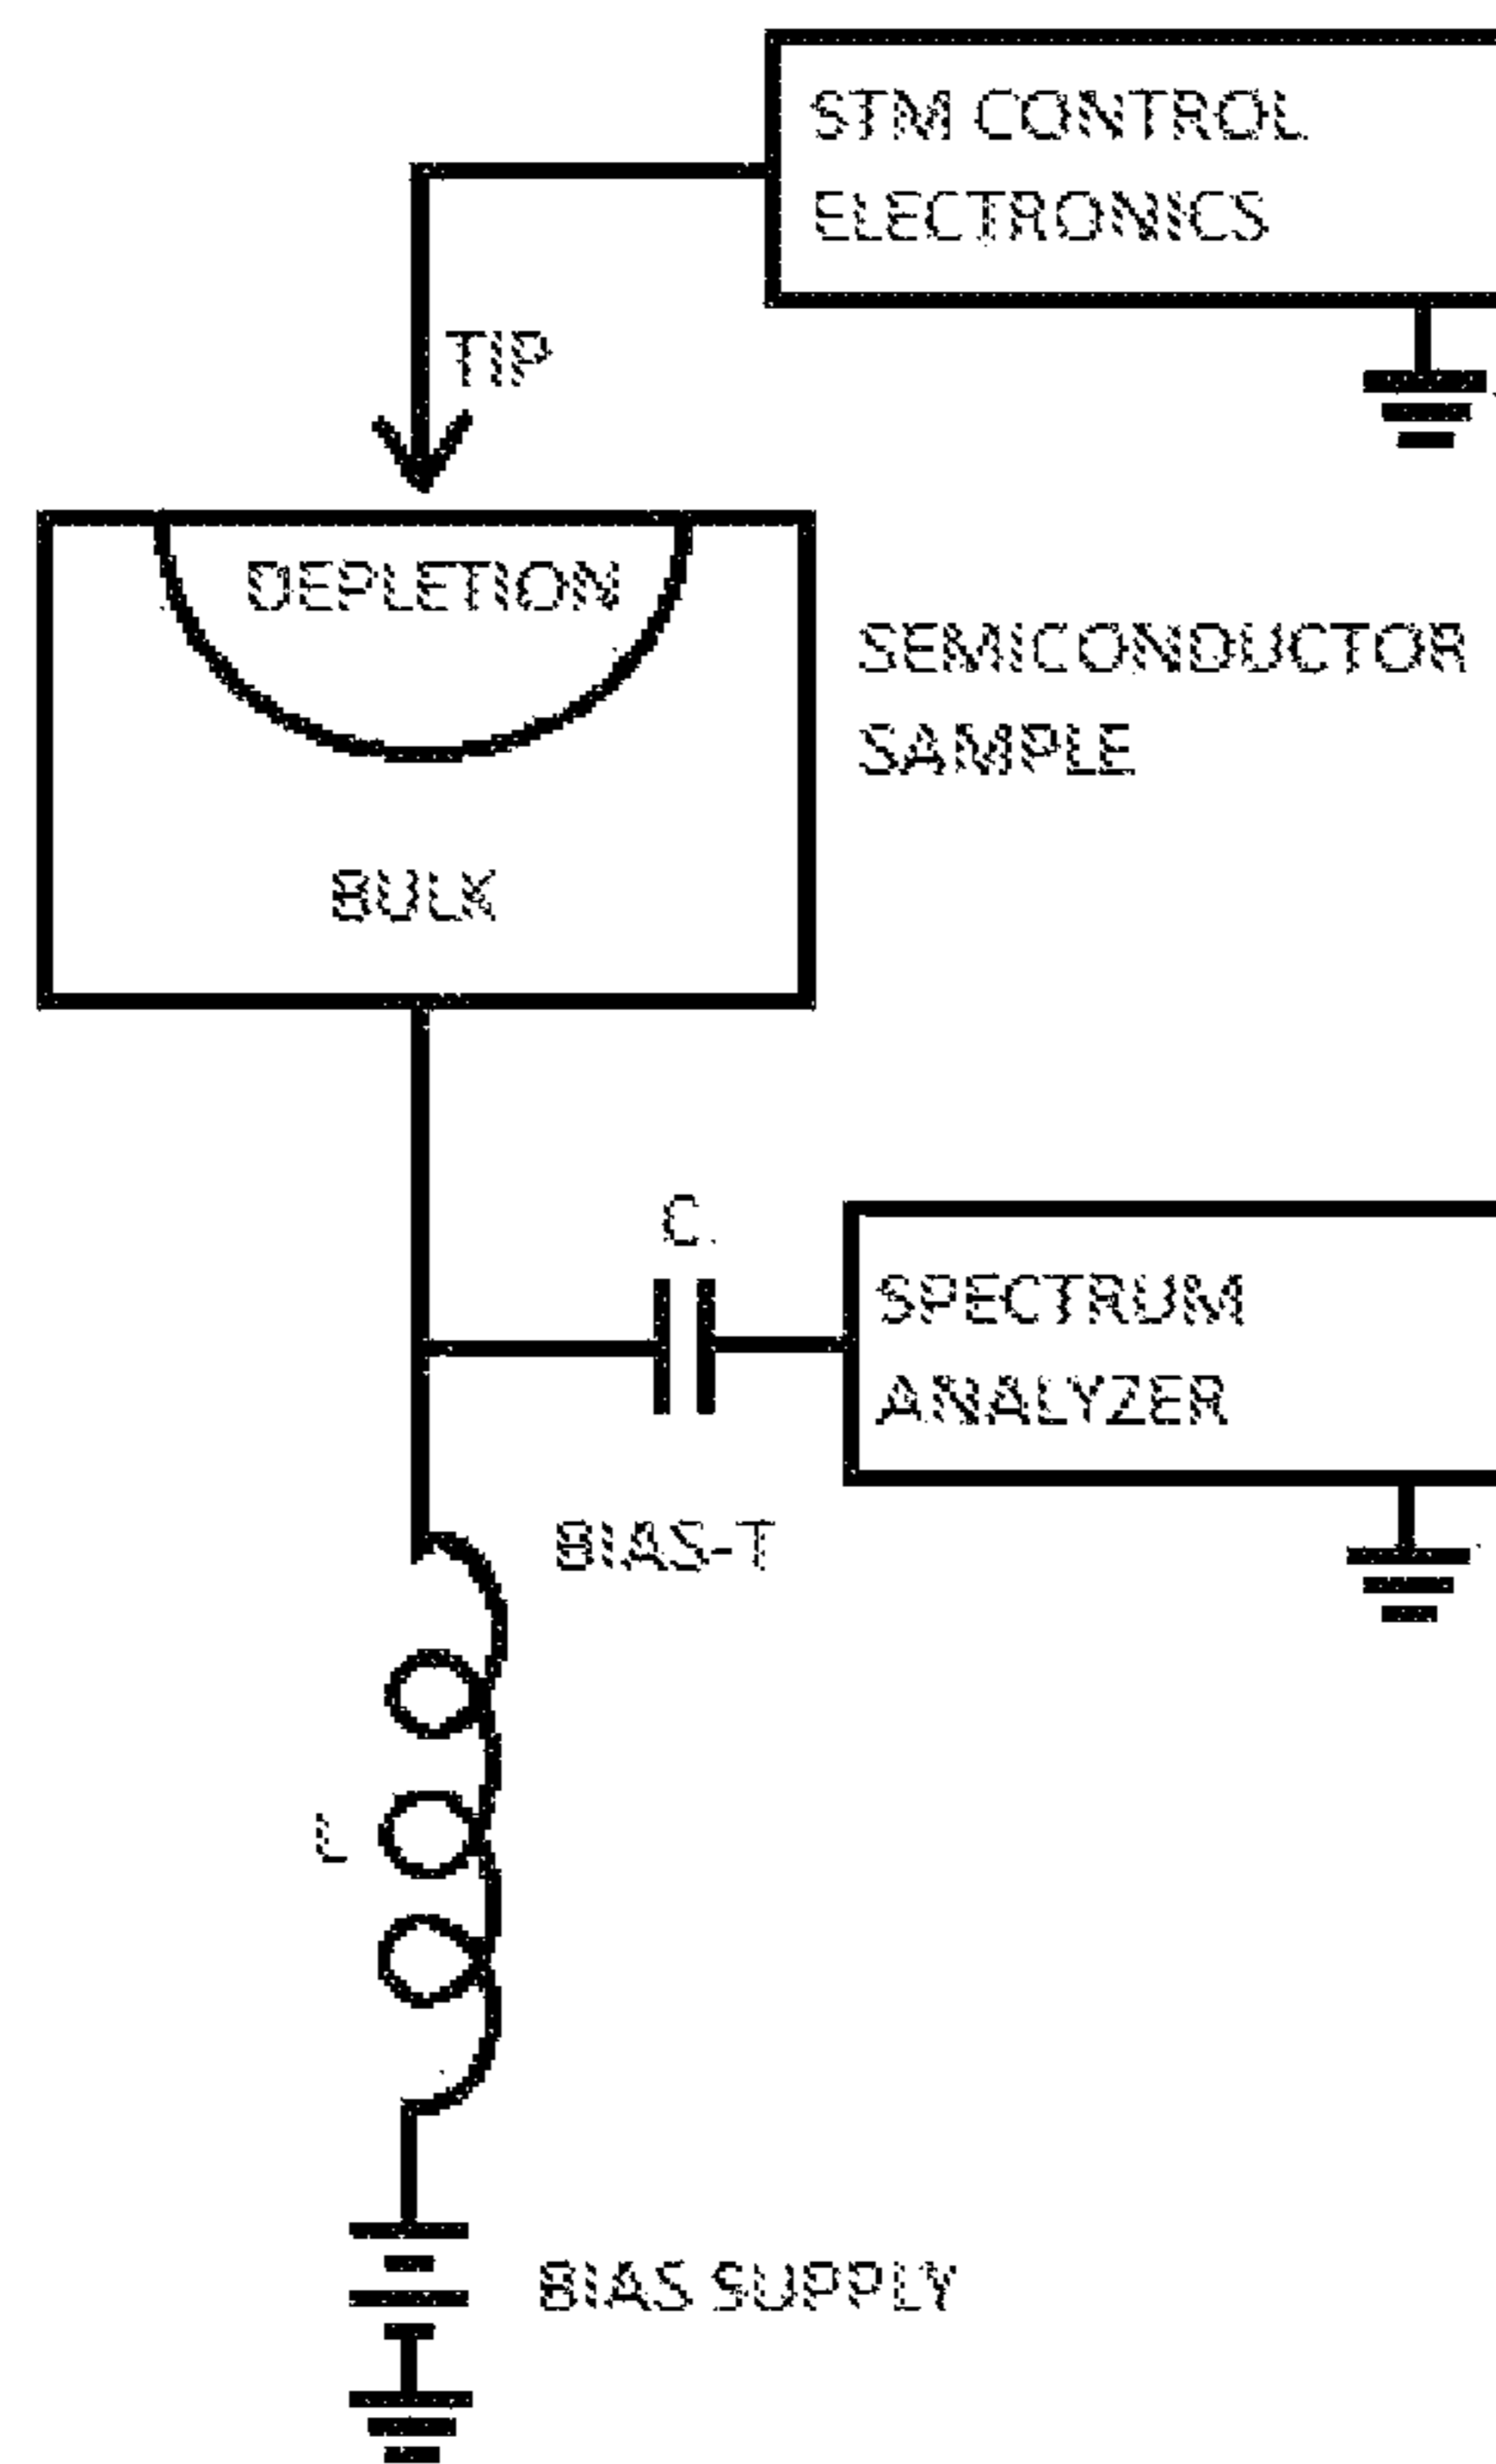 STM CONTROL
ELECTRONICS
TIP
DEPLETION
SEMICONDUCTOR
SAMPLE
BULK
C
SPECTRUM
ANALYZER
BIAS-T
L
BIAS SUPPLY